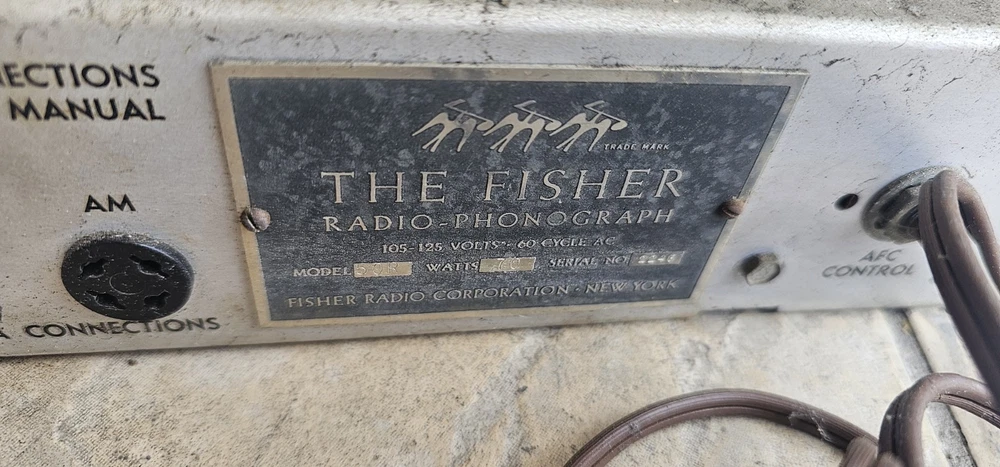 ECTIONS
MANUAL
AM
CONNECTIONS
TRADE MARK
THE FISHER
RADIO-PHONOGRAPH
105-125 VOLTS~ 60 CYCLE AC
MODEL WATTS 70 SERIAL NO
FISHER RADIO CORPORATION · NEW YORK
AFC
CONTROL